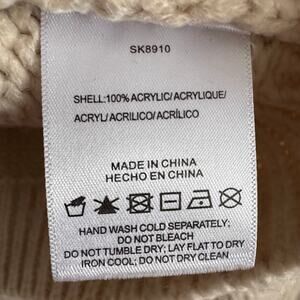 SK8910
SHELL:100% ACRYLIC/ ACRYLIQUE/
ACRYL/ ACRILICO/ ACRÍLICO
MADE IN CHINA
HECHO EN CHINA
HAND WASH COLD SEPARATELY;
DO NOT BLEACH
DO NOT TUMBLE DRY; LAY FLAT TO DRY
IRON COOL; DO NOT DRY CLEAN